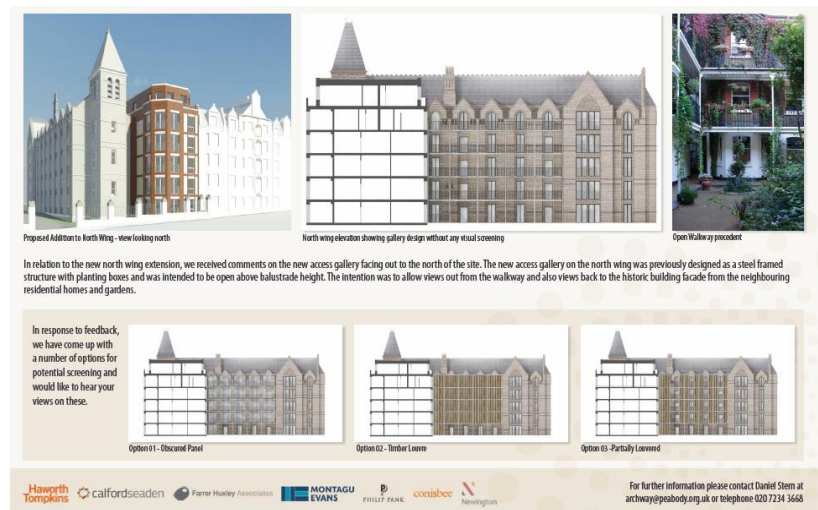 Proposed Addition to North Wing - view looking north
North wing elevation showing gallery design without any visual screening
Open Walkway precedent
In relation to the new north wing extension, we received comments on the new access gallery facing out to the north of the site. The new access gallery on the north wing was previously designed as a steel framed
structure with planting boxes and was intended to be open above balustrade height. The intention was to allow views out from the walkway and also views back to the historic building facade from the neighbouring
residential homes and gardens.
In response to feedback,
we have come up with
a number of options for
potential screening and
would like to hear your
views on these.
Option 01 - Obscured Panel
Option 02 - Timber Louvre
Option 03 -Partially Louvered
Haworth
Tompkins
calfordseaden
Farrer Huxley Associates
MONTAGU
EVANS
PHILIP PANK
conisbee
Newington
For further information please contact Daniel Stern at
archway@peabody.org.uk or telephone 020 7234 3668